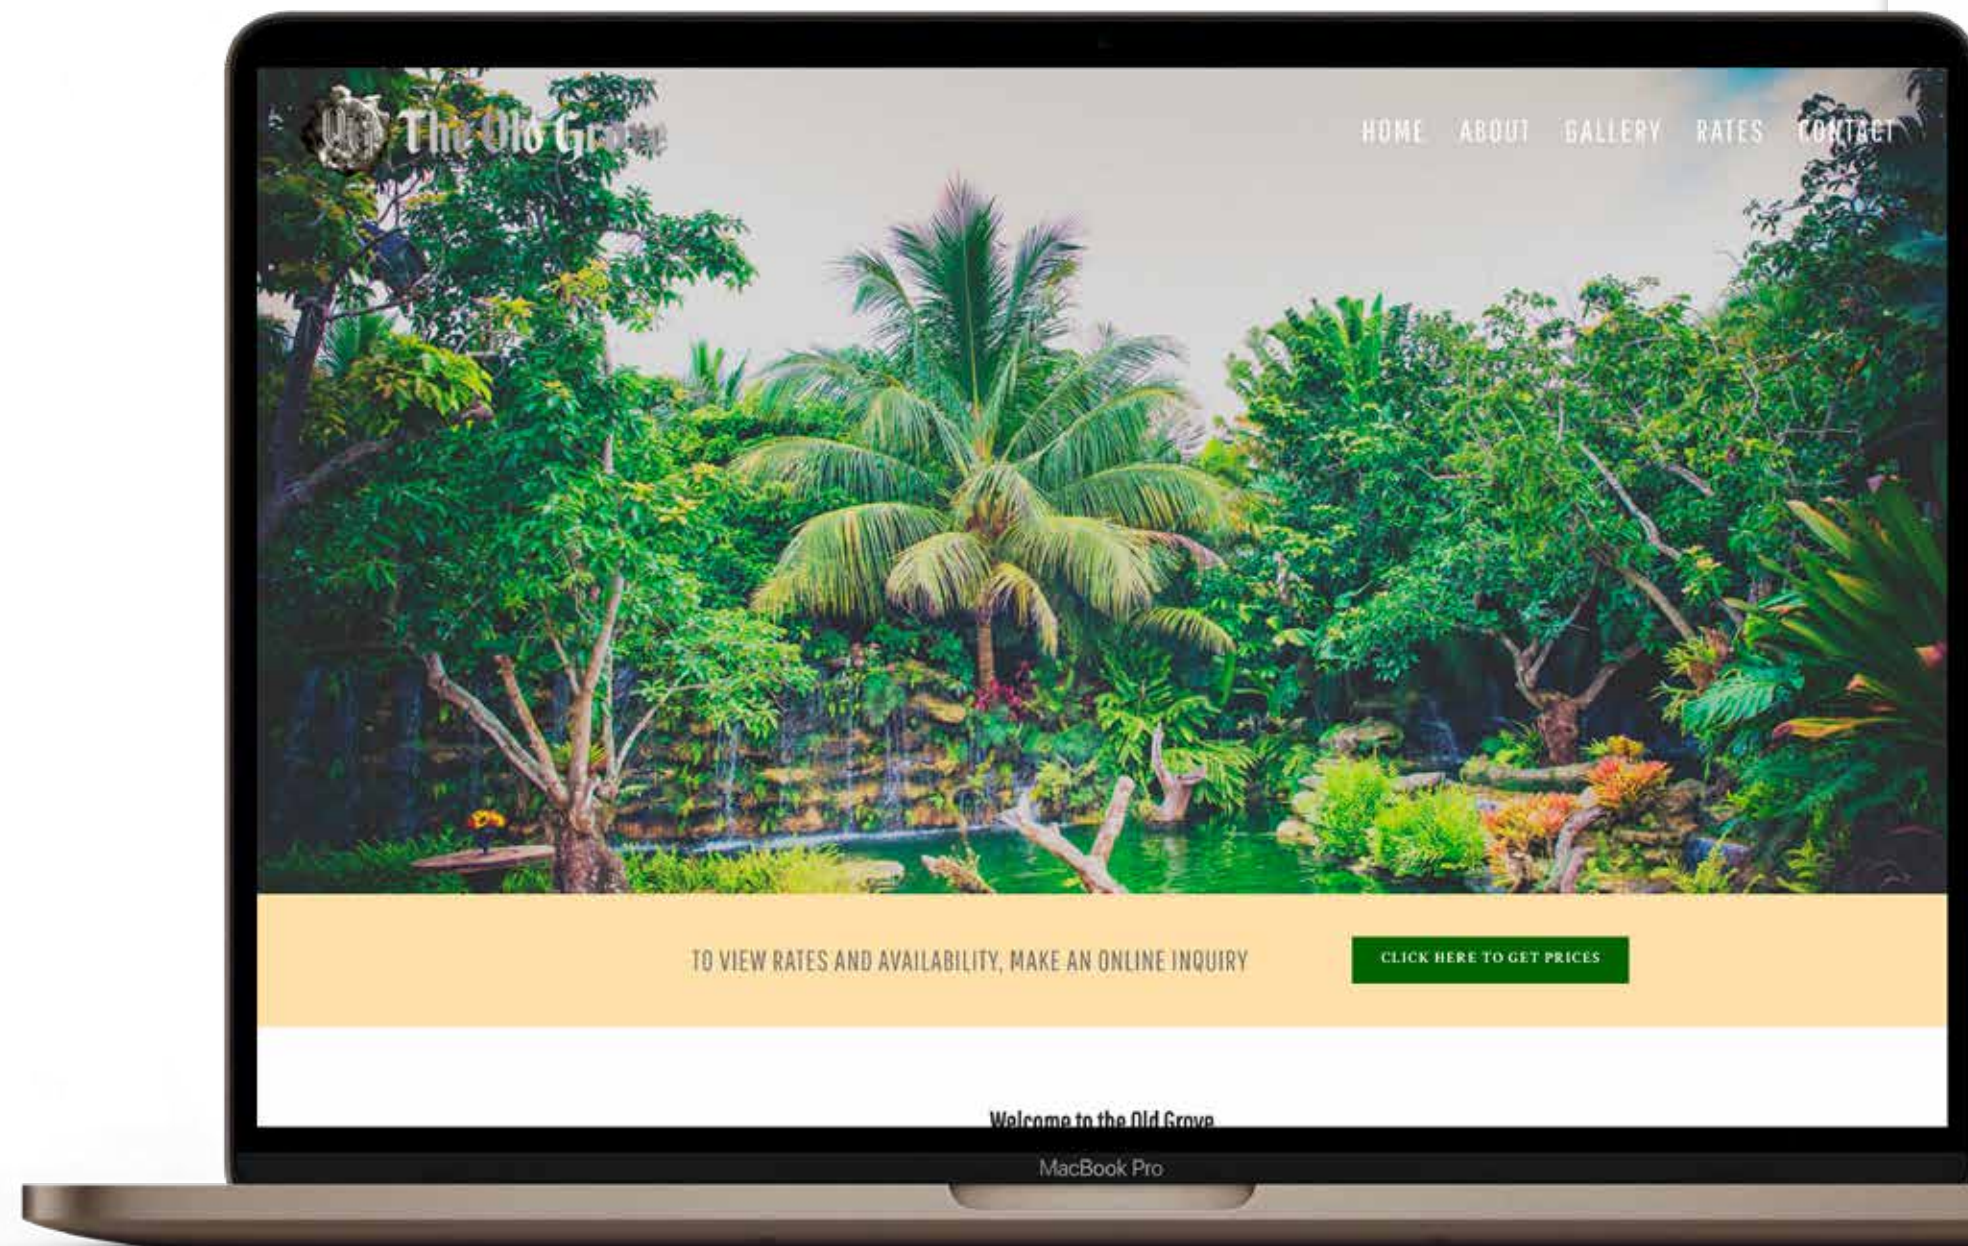 The Old Grove
HOME ABOUT GALLERY RATES CONTACT
TO VIEW RATES AND AVAILABILITY, MAKE AN ONLINE INQUIRY
CLICK HERE TO GET PRICES
Welcome to the Old Grove
MacBook Pro